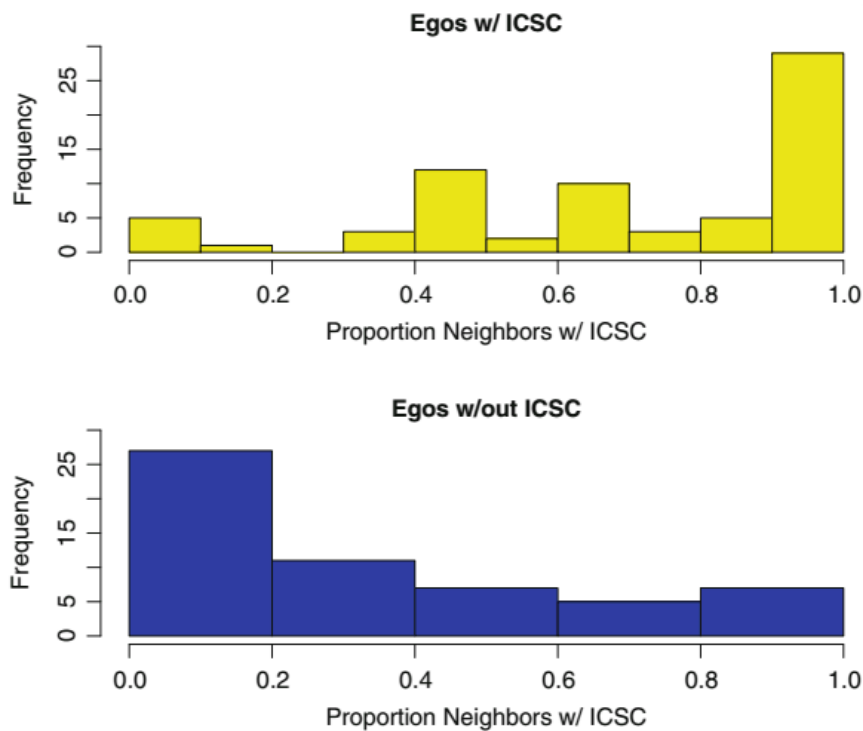 Egos w/ ICSC
Frequency
25
15
5
0
0.0 0.2 0.4 0.6 0.8 1.0
Proportion Neighbors w/ ICSC
Egos w/out ICSC
Frequency
25
15
5
0
0.0 0.2 0.4 0.6 0.8 1.0
Proportion Neighbors w/ ICSC